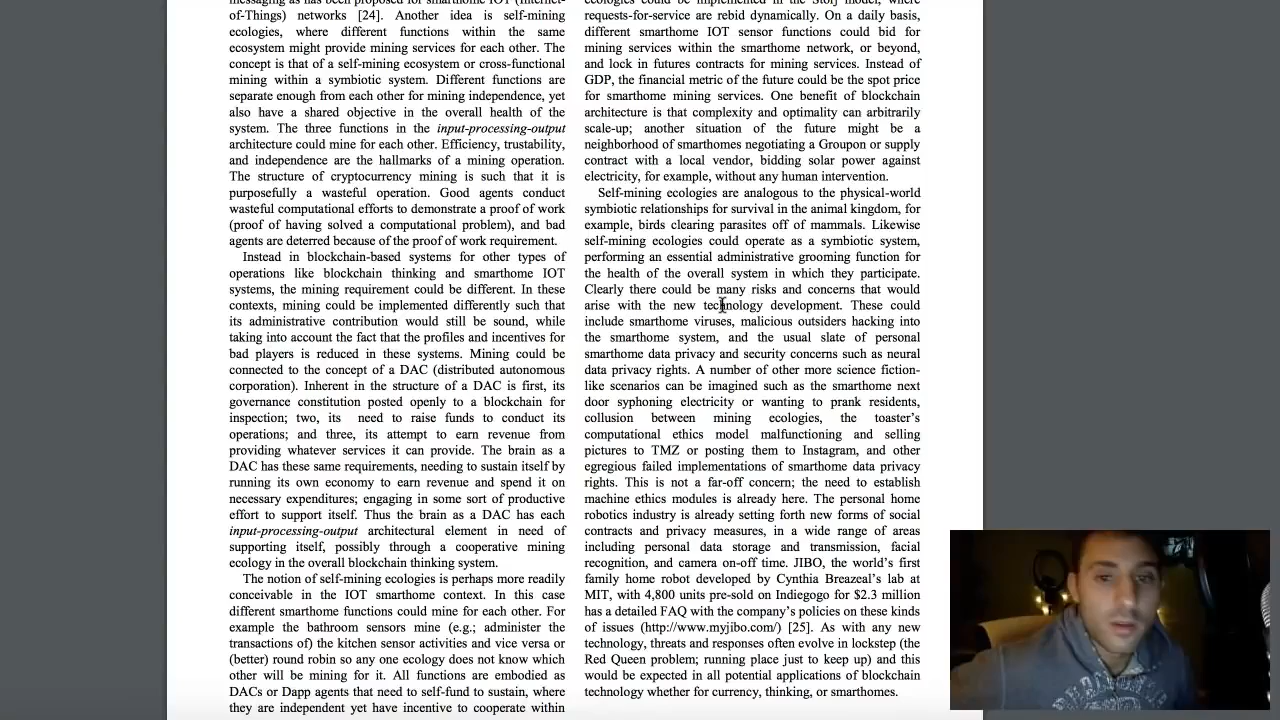 messaging as has been proposed for smarthome IOT (Internet-
of-Things) networks [24]. Another idea is self-mining
ecologies, where different functions within the same
ecosystem might provide mining services for each other. The
concept is that of a self-mining ecosystem or cross-functional
mining within a symbiotic system. Different functions are
separate enough from each other for mining independence, yet
also have a shared objective in the overall health of the
system. The three functions in the input-processing-output
architecture could mine for each other. Efficiency, trustability,
and independence are the hallmarks of a mining operation.
The structure of cryptocurrency mining is such that it is
purposefully a wasteful operation. Good agents conduct
wasteful computational efforts to demonstrate a proof of work
(proof of having solved a computational problem), and bad
agents are deterred because of the proof of work requirement.
Instead in blockchain-based systems for other types of
operations like blockchain thinking and smarthome IOT
systems, the mining requirement could be different. In these
contexts, mining could be implemented differently such that
its administrative contribution would still be sound, while
taking into account the fact that the profiles and incentives for
bad players is reduced in these systems. Mining could be
connected to the concept of a DAC (distributed autonomous
corporation). Inherent in the structure of a DAC is first, its
governance constitution posted openly to a blockchain for
inspection; two, its need to raise funds to conduct its
operations; and three, its attempt to earn revenue from
providing whatever services it can provide. The brain as a
DAC has these same requirements, needing to sustain itself by
running its own economy to earn revenue and spend it on
necessary expenditures; engaging in some sort of productive
effort to support itself. Thus the brain as a DAC has each
input-processing-output architectural element in need of
supporting itself, possibly through a cooperative mining
ecology in the overall blockchain thinking system.
The notion of self-mining ecologies is perhaps more readily
conceivable in the IOT smarthome context. In this case
different smarthome functions could mine for each other. For
example the bathroom sensors mine (e.g.; administer the
transactions of) the kitchen sensor activities and vice versa or
(better) round robin so any one ecology does not know which
other will be mining for it. All functions are embodied as
DACs or Dapp agents that need to self-fund to sustain, where
they are independent yet have incentive to cooperate within
ecologies could be implemented in the Storj model, where
requests-for-service are rebid dynamically. On a daily basis,
different smarthome IOT sensor functions could bid for
mining services within the smarthome network, or beyond,
and lock in futures contracts for mining services. Instead of
GDP, the financial metric of the future could be the spot price
for smarthome mining services. One benefit of blockchain
architecture is that complexity and optimality can arbitrarily
scale-up; another situation of the future might be a
neighborhood of smarthomes negotiating a Groupon or supply
contract with a local vendor, bidding solar power against
electricity, for example, without any human intervention.
Self-mining ecologies are analogous to the physical-world
symbiotic relationships for survival in the animal kingdom, for
example, birds clearing parasites off of mammals. Likewise
self-mining ecologies could operate as a symbiotic system,
performing an essential administrative grooming function for
the health of the overall system in which they participate.
Clearly there could be many risks and concerns that would
arise with the new technology development. These could
include smarthome viruses, malicious outsiders hacking into
the smarthome system, and the usual slate of personal
smarthome data privacy and security concerns such as neural
data privacy rights. A number of other more science fiction-
like scenarios can be imagined such as the smarthome next
door syphoning electricity or wanting to prank residents,
collusion between mining ecologies, the toaster's
computational ethics model malfunctioning and selling
pictures to TMZ or posting them to Instagram, and other
egregious failed implementations of smarthome data privacy
rights. This is not a far-off concern; the need to establish
machine ethics modules is already here. The personal home
robotics industry is already setting forth new forms of social
contracts and privacy measures, in a wide range of areas
including personal data storage and transmission, facial
recognition, and camera on-off time. JIBO, the world's first
family home robot developed by Cynthia Breazeal's lab at
MIT, with 4,800 units pre-sold on Indiegogo for $2.3 million
has a detailed FAQ with the company's policies on these kinds
of issues (http://www.myjibo.com/) [25]. As with any new
technology, threats and responses often evolve in lockstep (the
Red Queen problem; running place just to keep up) and this
would be expected in all potential applications of blockchain
technology whether for currency, thinking, or smarthomes.